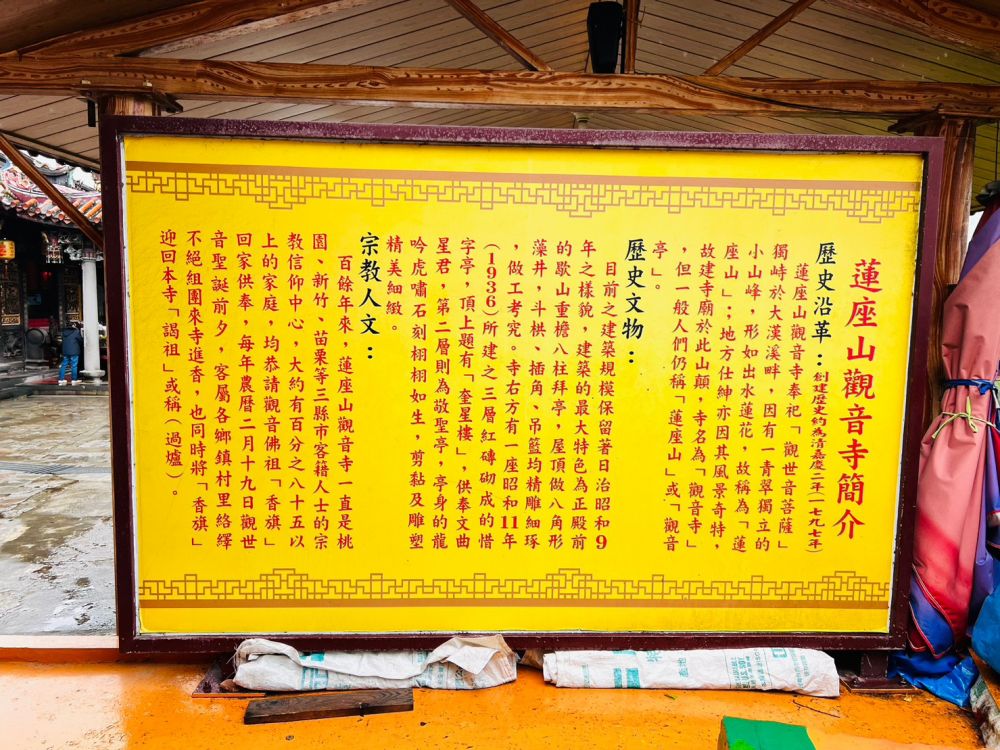 蓮座山觀音寺簡介
歷史沿革：創建歷史約為清嘉慶二年(一七九七年)
蓮座山觀音寺奉祀「觀世音菩薩」
獨峙於大漢溪畔，因有一青翠獨立的
小山峰，形如出水蓮花，故稱為「蓮
座山」；地方仕紳亦因其風景奇特，
故建寺廟於此山顛，寺名為「觀音寺」
，但一般人們仍稱「蓮座山」或「觀音
亭」。
歷史文物：
目前之建築規模保留著日治昭和9
年之樣貌，建築的最大特色為正殿前
的歇山重檐八柱拜亭，屋頂做八角形
藻井，斗栱、插角、吊籃均精雕細琢
，做工考究。寺右方有一座昭和11年
(1936)所建之三層紅磚砌成的惜
字亭，頂上題有「奎星樓」，供奉文曲
星君，第二層則為敬聖亭，亭身的龍
吟虎嘯石刻栩栩如生，剪黏及雕塑
精美細緻。
宗教人文：
百餘年來，蓮座山觀音寺一直是桃
園、新竹、苗栗等三縣市客籍人士的宗
教信仰中心，大約有百分之八十五以
上的家庭，均恭請觀音佛祖「香旗」
回家供奉，每年農曆二月十九日觀世
音聖誕前夕，客屬各鄉鎮村里絡繹
不絕組團來寺進香，也同時將「香旗」
迎回本寺「謁祖」或稱（過爐）。